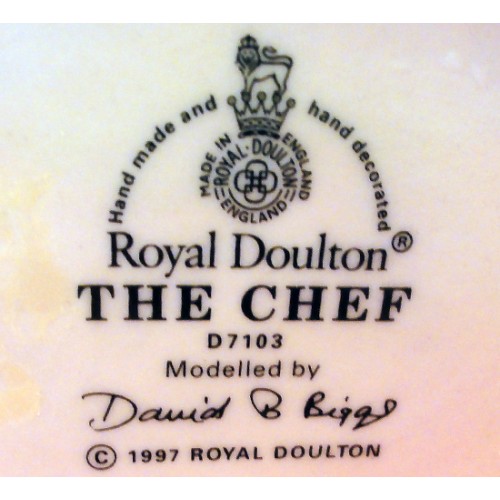 Hand made and hand decorated
MADE IN ENGLAND
ROYAL · DOULTON
ENGLAND
Royal Doulton®
THE CHEF
D7103
Modelled by
David B Biggs
© 1997 ROYAL DOULTON